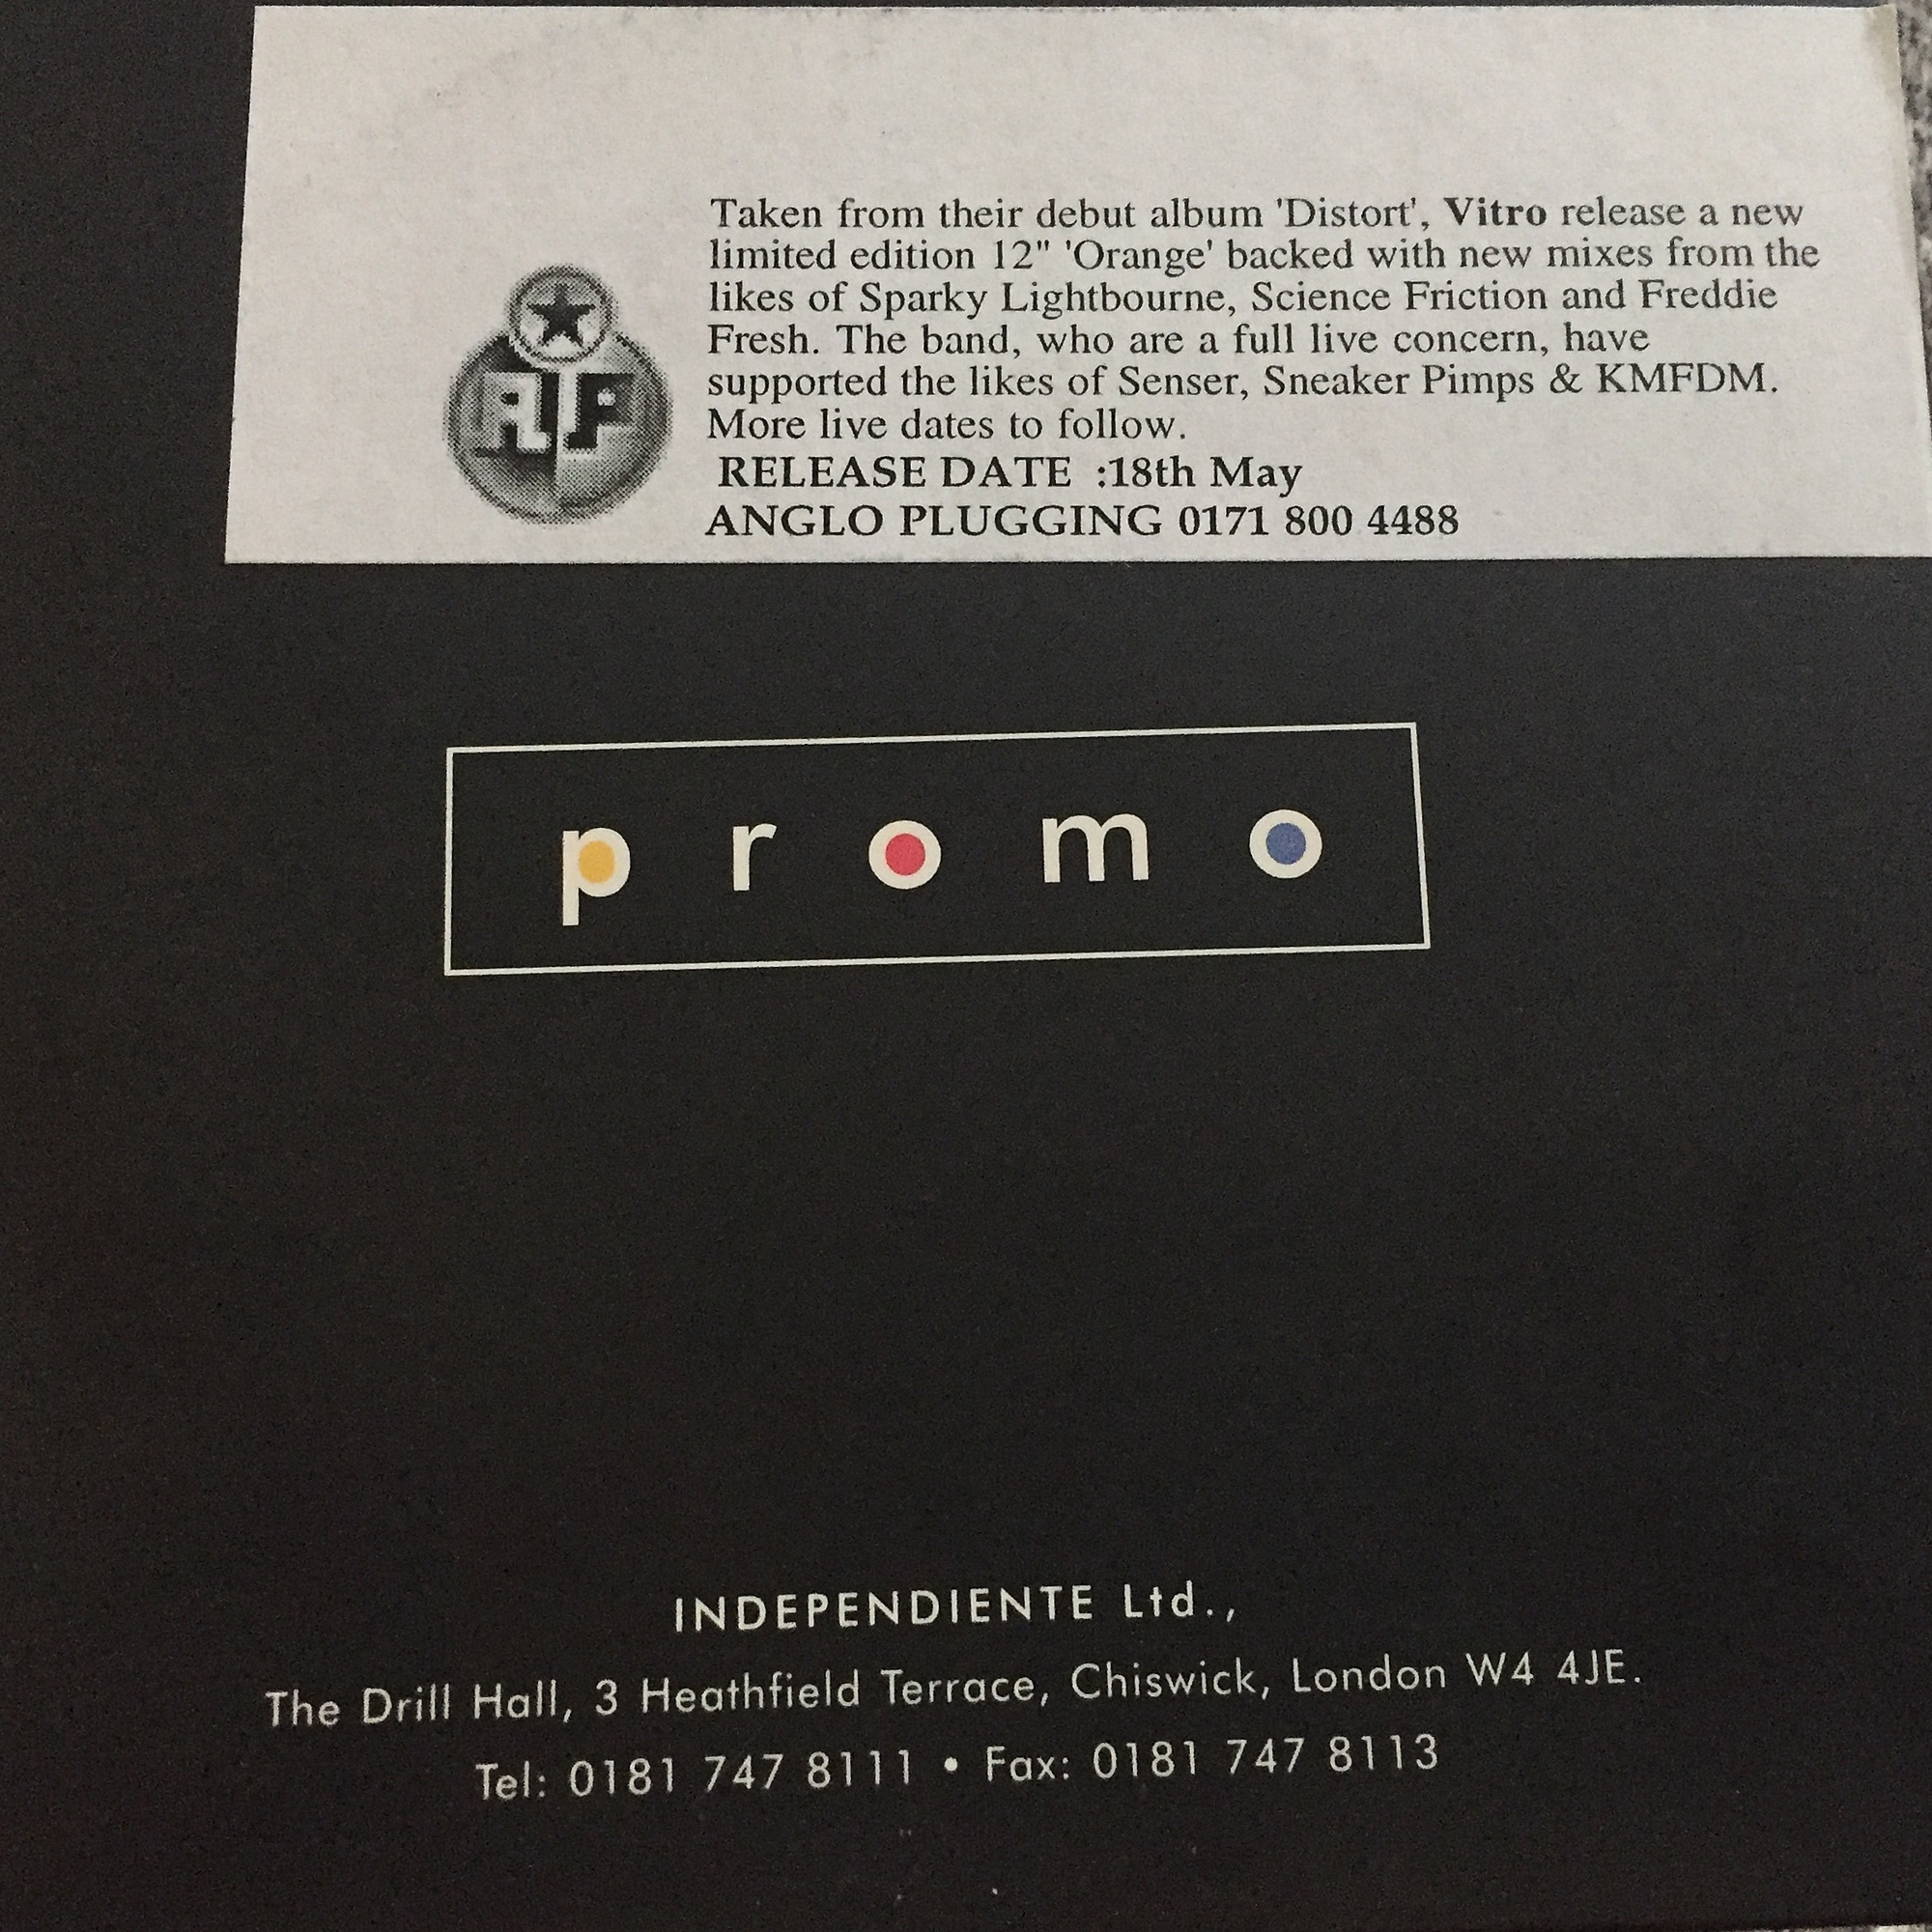 Taken from their debut album 'Distort', Vitro release a new
limited edition 12" 'Orange' backed with new mixes from the
likes of Sparky Lightbourne, Science Friction and Freddie
Fresh. The band, who are a full live concern, have
supported the likes of Senser, Sneaker Pimps & KMFDM.
More live dates to follow.
RELEASE DATE :18th May
ANGLO PLUGGING 0171 800 4488
AP
promo
INDEPENDIENTE Ltd.,
The Drill Hall, 3 Heathfield Terrace, Chiswick, London W4 4JE.
Tel: 0181 747 8111 • Fax: 0181 747 8113